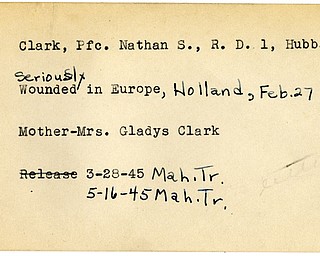 Clark, Pfc. Nathan S., R. D. 1, Hubb
seriously
Wounded in Europe, Holland, Feb. 27
Mother-Mrs. Gladys Clark
Release 3-28-45 Mah. Tr.
5-16-45 Mah. Tr.